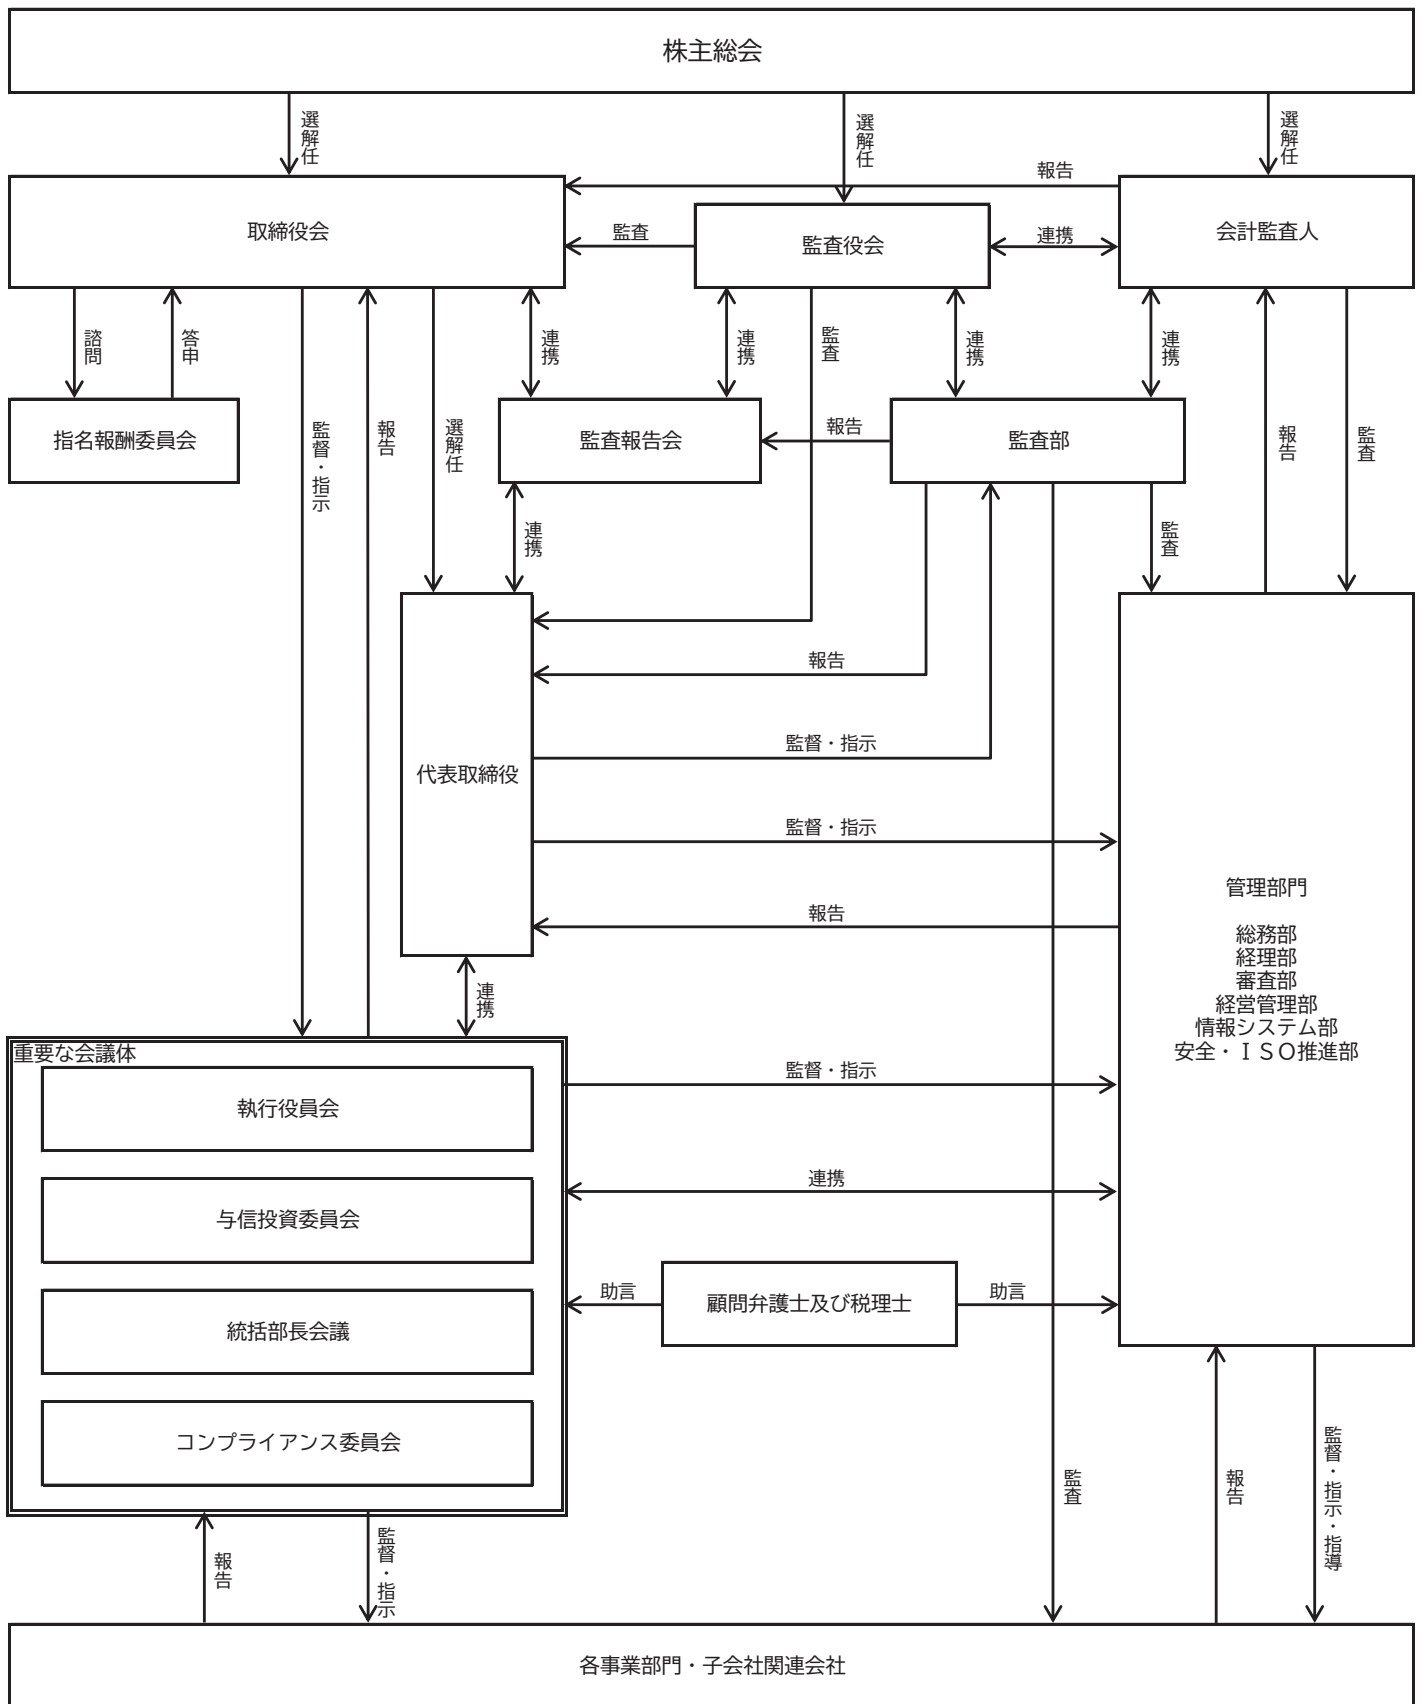 株主総会
選解任
選解任
選解任
報告
取締役会
監査
監査役会
連携
会計監査人
諮問
答申
連携
連携
監査
連携
連携
指名報酬委員会
監督・指示
報告
選解任
監査報告会
報告
監査部
報告
監査
連携
監査
報告
監督・指示
代表取締役
監督・指示
報告
管理部門
総務部
経理部
審査部
経営管理部
情報システム部
安全・ISO推進部
連携
重要な会議体
執行役員会
監督・指示
与信投資委員会
連携
統括部長会議
助言
顧問弁護士及び税理士
助言
コンプライアンス委員会
報告
監督・指示
監査
報告
監督・指示・指導
各事業部門・子会社関連会社